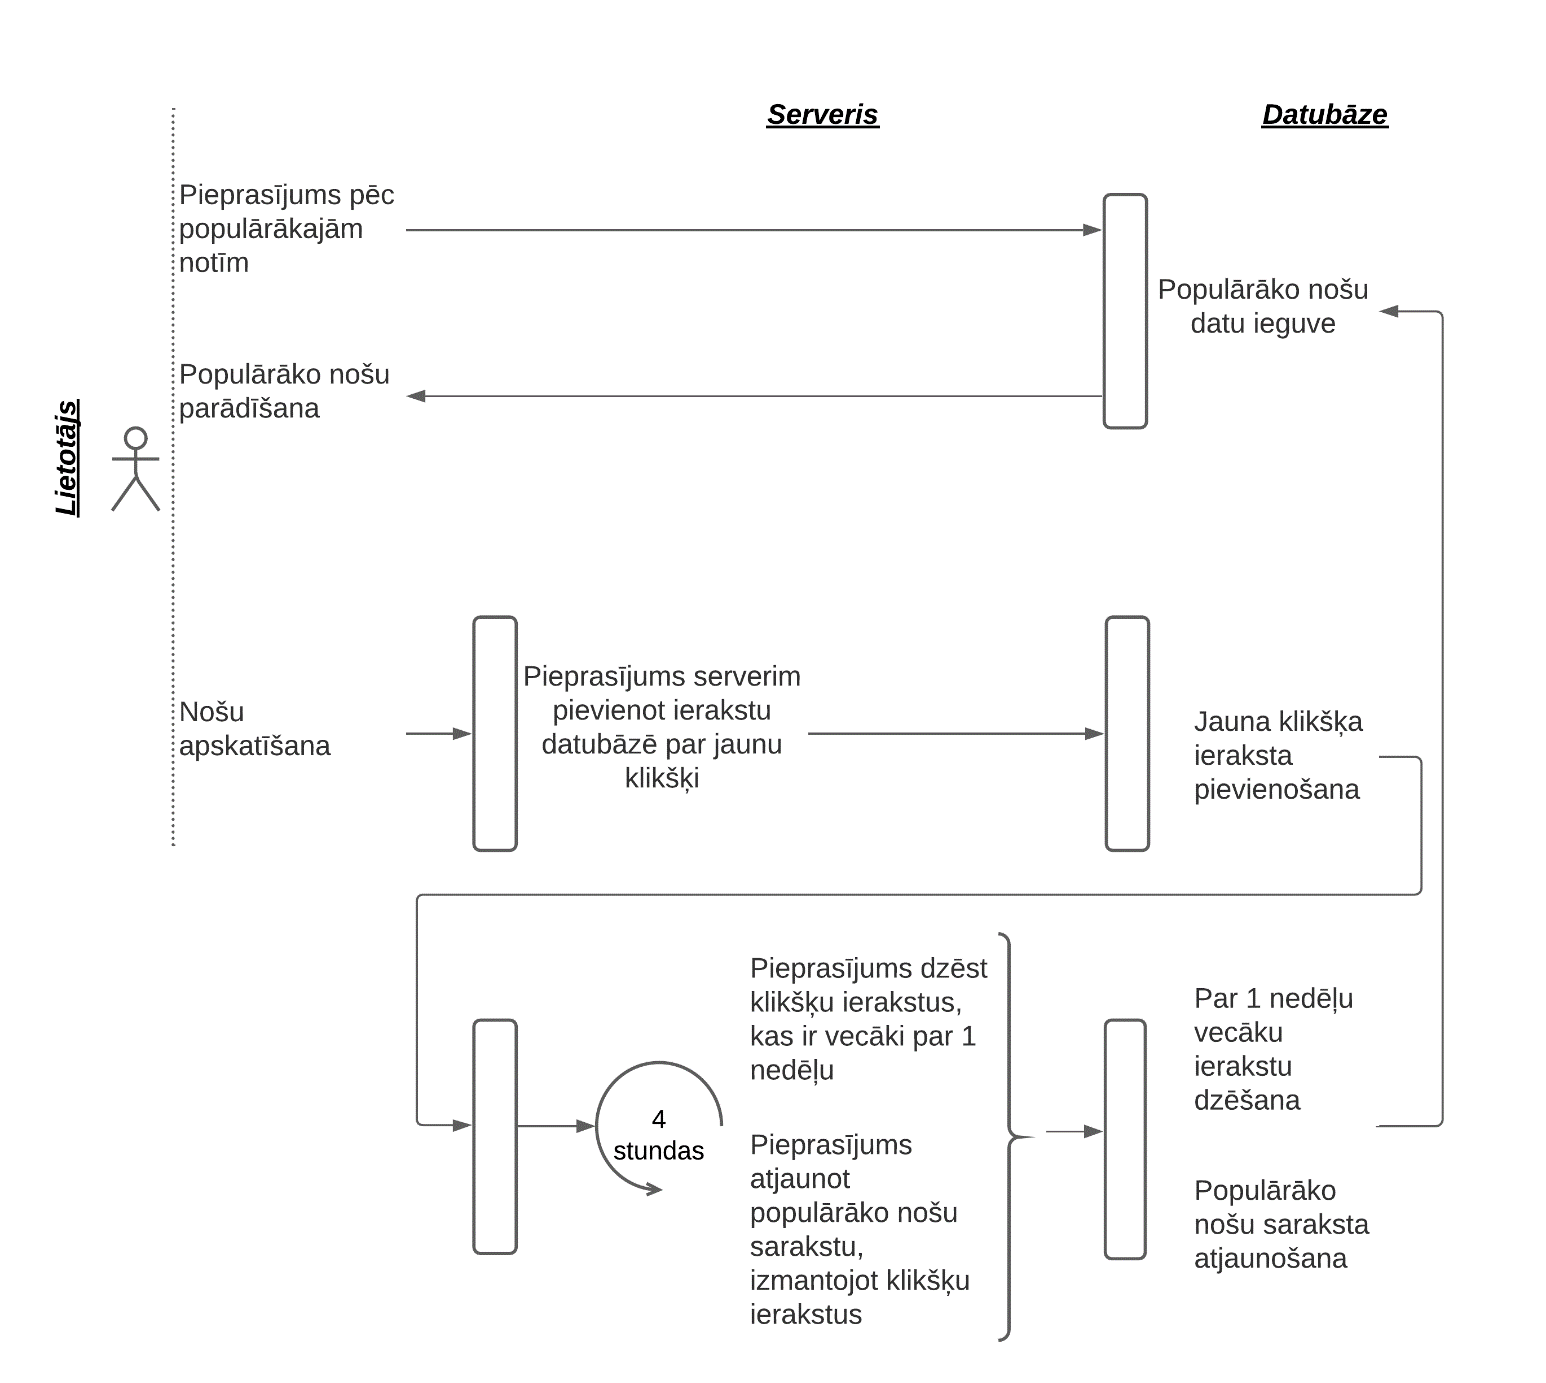 Serveris
Datubāze
Lietotājs
Pieprasījums pēc
populārākajām
notīm
Populārāko nošu
datu ieguve
Populārāko nošu
parādīšana
Nošu
apskatīšana
Pieprasījums serverim
pievienot ierakstu
datubāzē par jaunu
klikšķi
Jauna klikšķa
ieraksta
pievienošana
4
stundas
Pieprasījums dzēst
klikšķu ierakstus,
kas ir vecāki par 1
nedēļu
Pieprasījums
atjaunot
populārāko nošu
sarakstu,
izmantojot klikšķu
ierakstus
Par 1 nedēļu
vecāku
ierakstu
dzēšana
Populārāko
nošu saraksta
atjaunošana